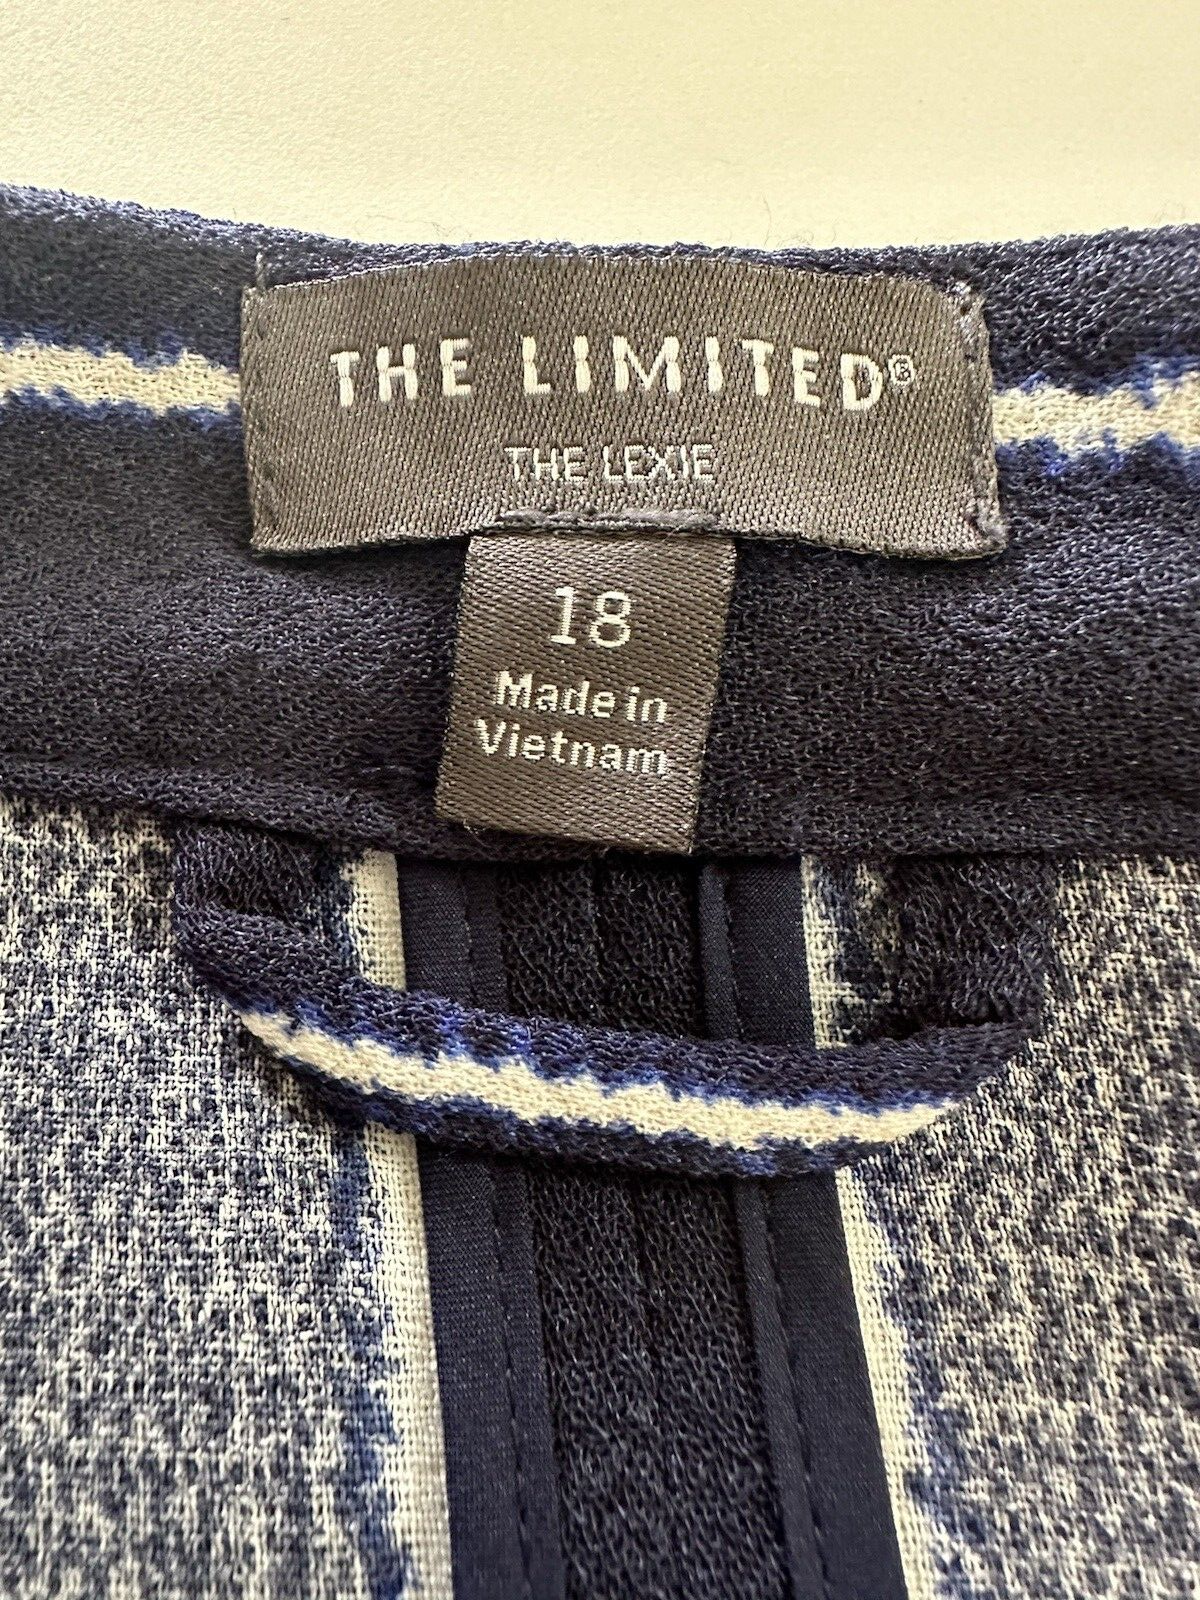 THE LIMITED®
THE LEXIE
18
Made in
Vietnam